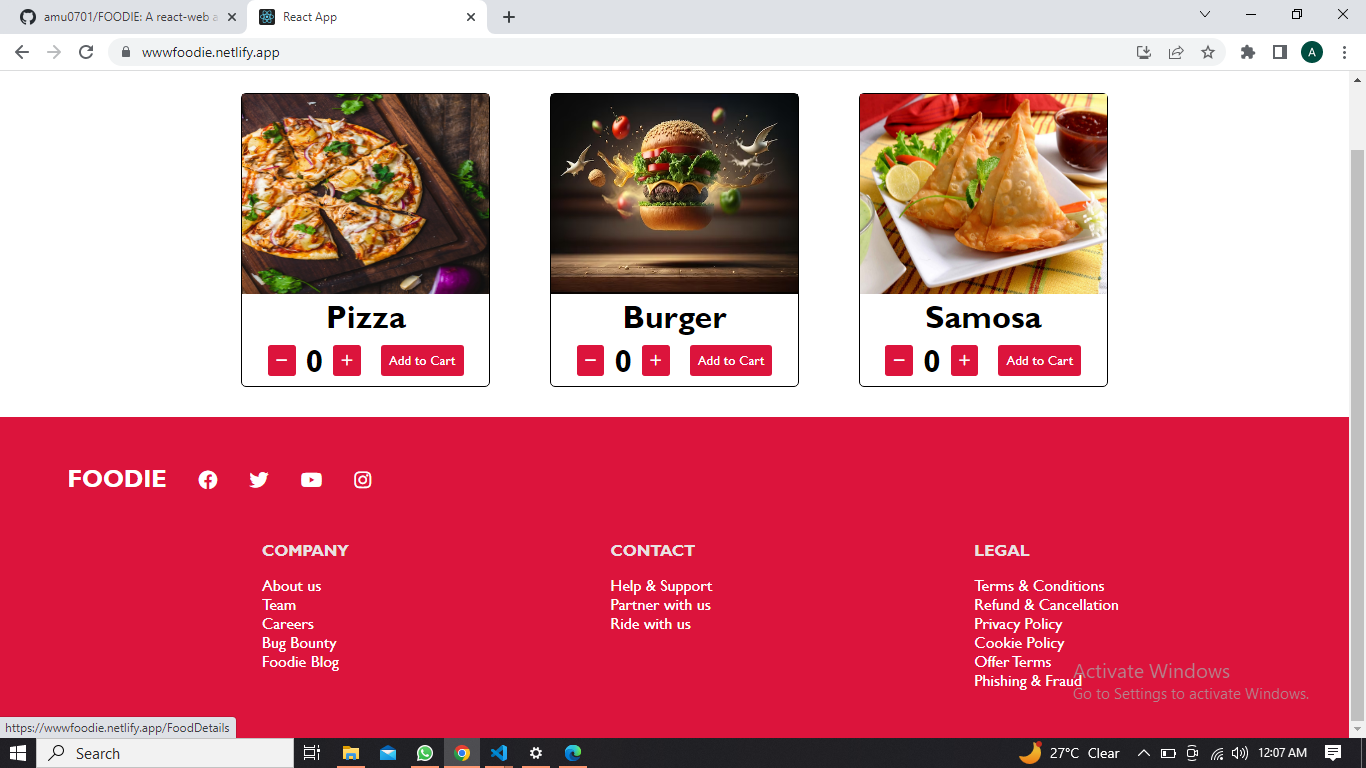 amu0701/FOODIE: A react-web a
React App
wwwfoodie.netlify.app
A
Pizza
Burger
Samosa
− 0 + Add to Cart
− 0 + Add to Cart
− 0 + Add to Cart
FOODIE
COMPANY
About us
Team
Careers
Bug Bounty
Foodie Blog
CONTACT
Help & Support
Partner with us
Ride with us
LEGAL
Terms & Conditions
Refund & Cancellation
Privacy Policy
Cookie Policy
Offer Terms
Phishing & Fraud
Activate Windows
Go to Settings to activate Windows.
https://wwwfoodie.netlify.app/FoodDetails
Search
27°C Clear
12:07 AM